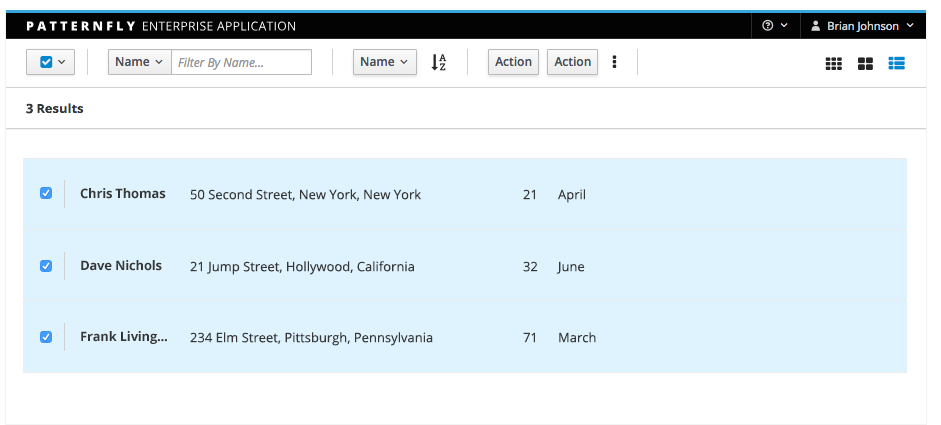 PATTERNFLY ENTERPRISE APPLICATION Brian Johnson
Name Filter By Name... Name AZ Action Action
3 Results
Chris Thomas 50 Second Street, New York, New York 21 April
Dave Nichols 21 Jump Street, Hollywood, California 32 June
Frank Living... 234 Elm Street, Pittsburgh, Pennsylvania 71 March